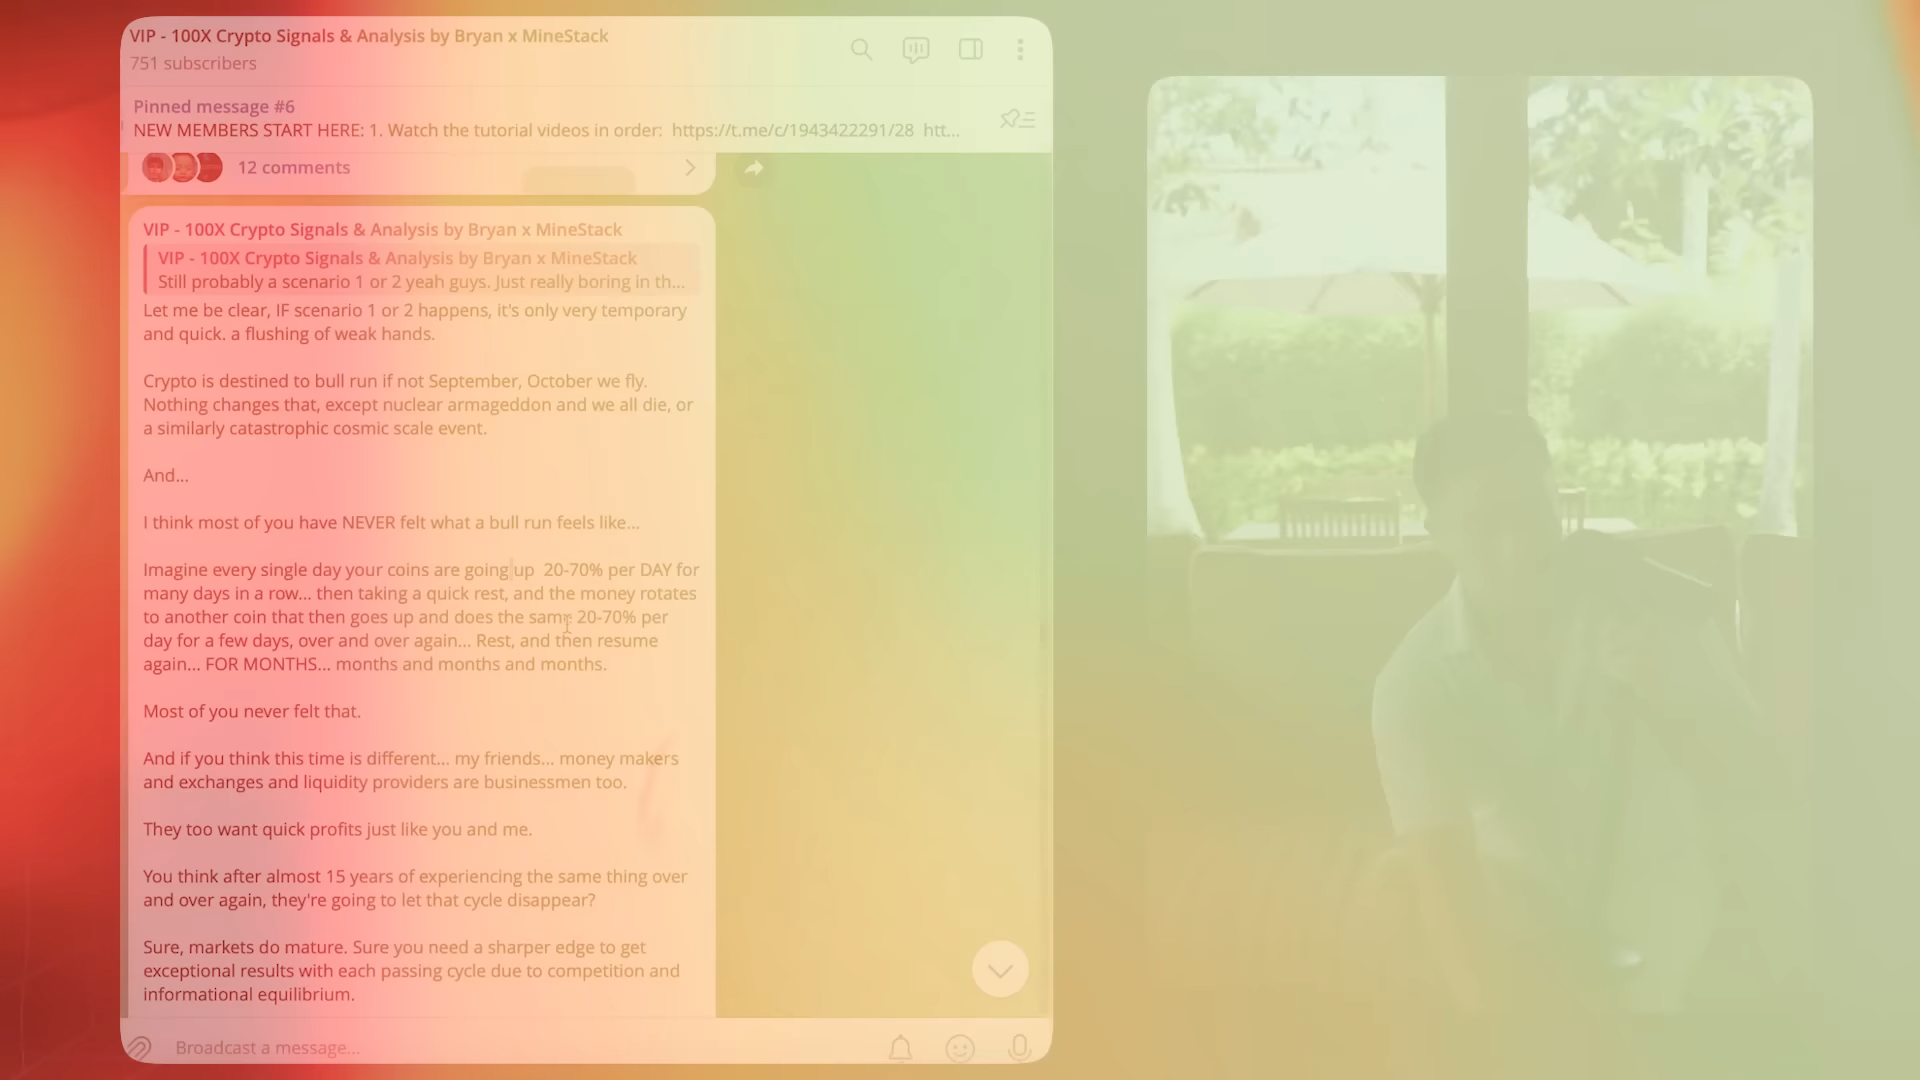 VIP - 100X Crypto Signals & Analysis by Bryan x MineStack
751 subscribers
Pinned message #6
NEW MEMBERS START HERE: 1. Watch the tutorial videos in order: https://t.me/c/1943422291/28 htt...
12 comments
VIP - 100X Crypto Signals & Analysis by Bryan x MineStack
VIP - 100X Crypto Signals & Analysis by Bryan x MineStack
Still probably a scenario 1 or 2 yeah guys. Just really boring in th...
Let me be clear, IF scenario 1 or 2 happens, it's only very temporary
and quick. a flushing of weak hands.
Crypto is destined to bull run if not September, October we fly.
Nothing changes that, except nuclear armageddon and we all die, or
a similarly catastrophic cosmic scale event.
And...
I think most of you have NEVER felt what a bull run feels like...
Imagine every single day your coins are going up 20-70% per DAY for
many days in a row... then taking a quick rest, and the money rotates
to another coin that then goes up and does the same 20-70% per
day for a few days, over and over again... Rest, and then resume
again... FOR MONTHS... months and months and months.
Most of you never felt that.
And if you think this time is different... my friends... money makers
and exchanges and liquidity providers are businessmen too.
They too want quick profits just like you and me.
You think after almost 15 years of experiencing the same thing over
and over again, they're going to let that cycle disappear?
Sure, markets do mature. Sure you need a sharper edge to get
exceptional results with each passing cycle due to competition and
informational equilibrium.
Broadcast a message...